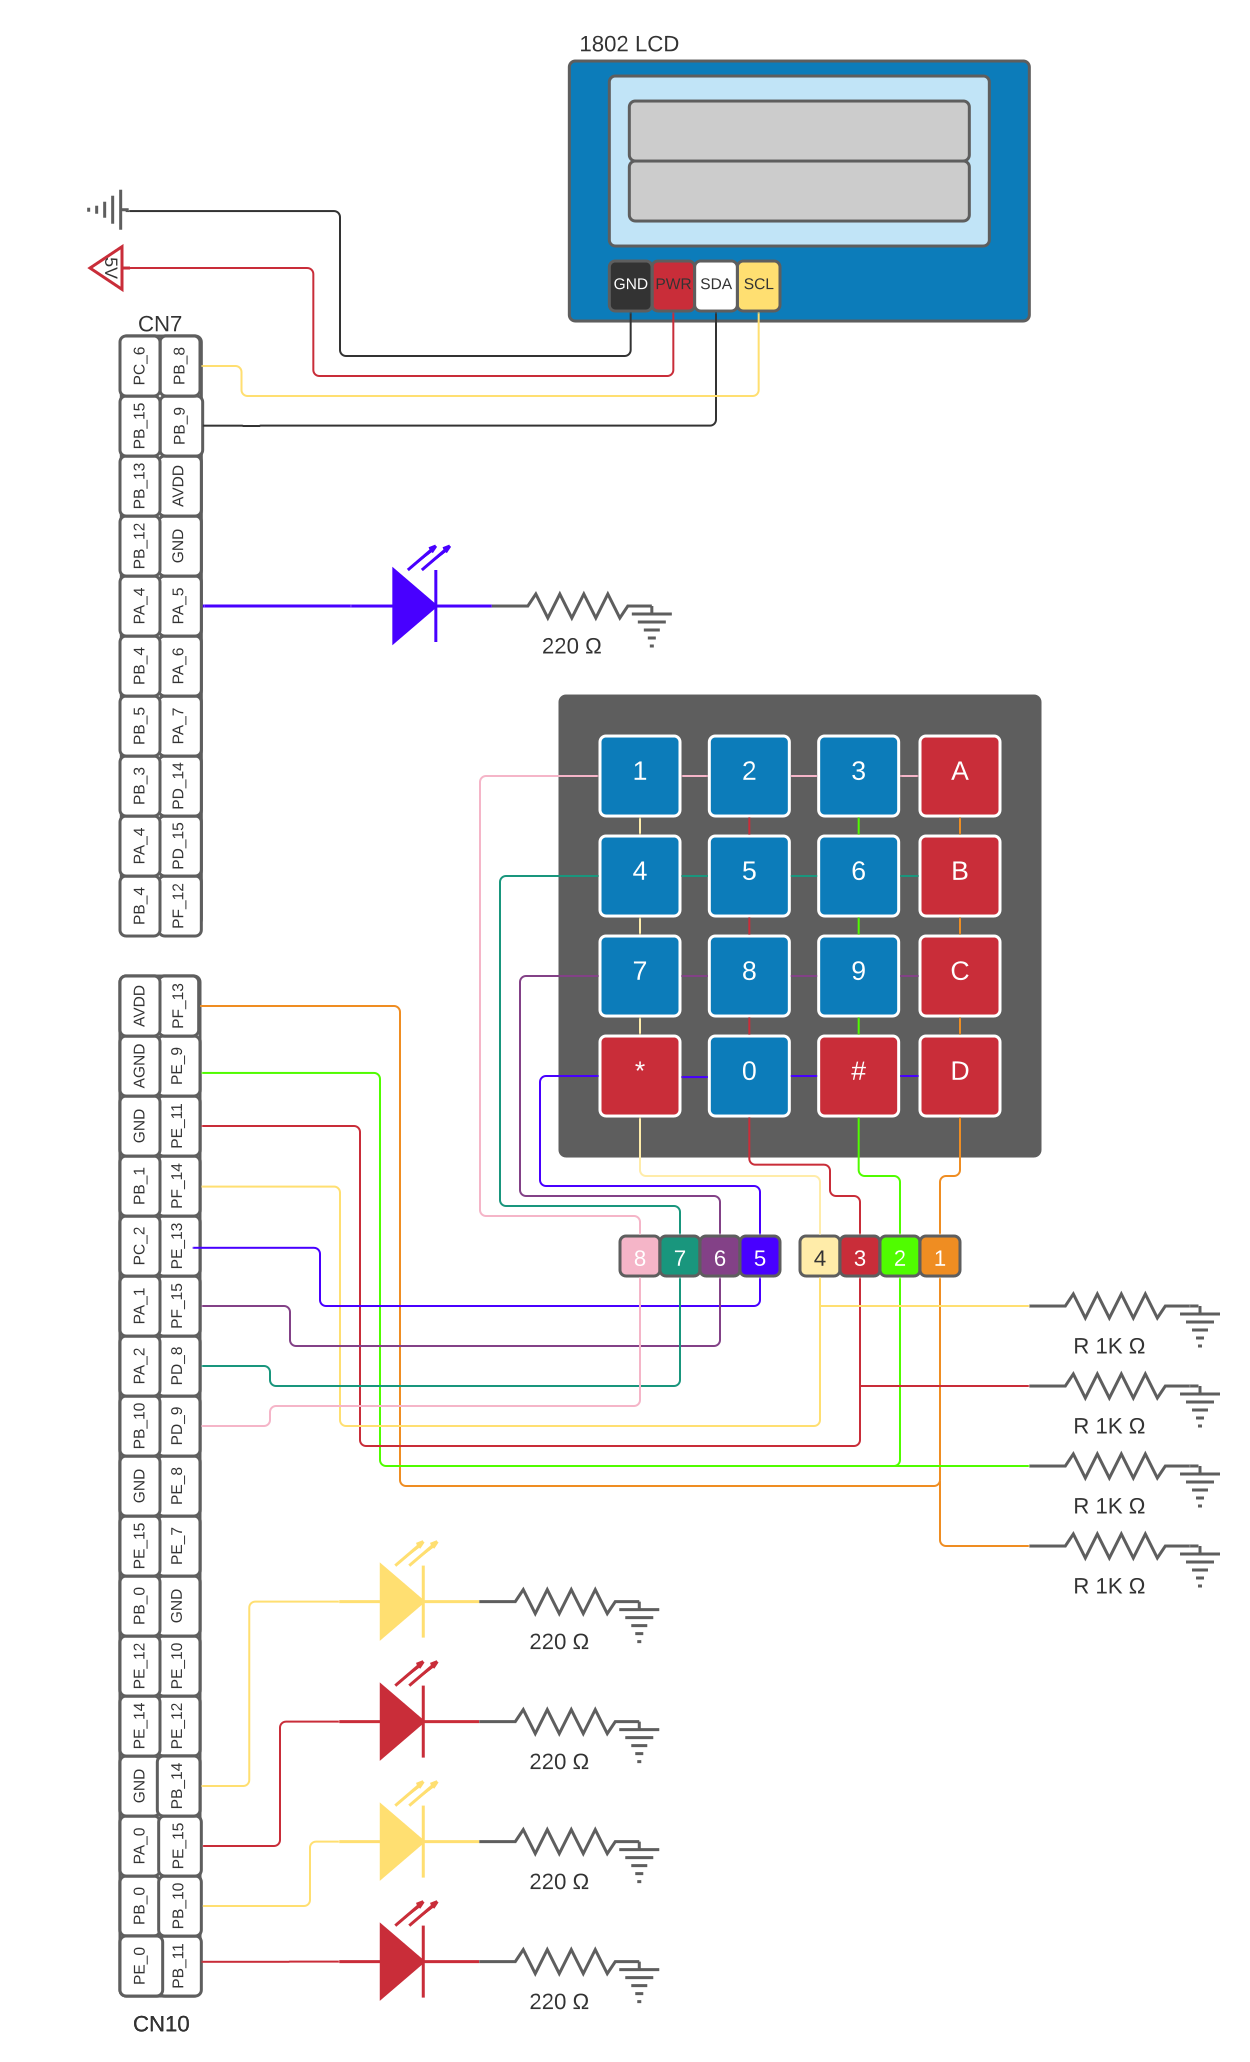 1802 LCD
GND PWR SDA SCL
5V
CN7
PC_6 PB_8
PB_15 PB_9
PB_13 AVDD
PB_12 GND
PA_4 PA_5
220 Ω
PB_4 PA_6
PB_5 PA_7
PB_3 PD_14
PA_4 PD_15
PB_4 PF_12
1 2 3 A
4 5 6 B
7 8 9 C
* 0 # D
8 7 6 5 4 3 2 1
AVDD PF_13
AGND PE_9
GND PE_11
PB_1 PF_14
PC_2 PE_13
PA_1 PF_15
PA_2 PD_8
PB_10 PD_9
GND PE_8
PE_15 PE_7
PB_0 GND
PE_12 PE_10
PE_14 PE_12
GND PB_14
PA_0 PE_15
PB_0 PB_10
PE_0 PB_11
R 1K Ω
R 1K Ω
R 1K Ω
R 1K Ω
220 Ω
220 Ω
220 Ω
220 Ω
CN10